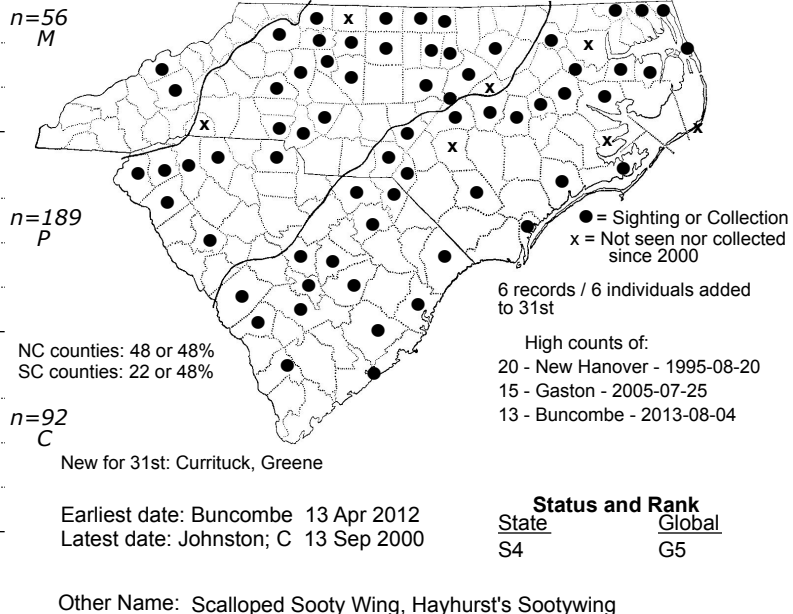 n=56
M
n=189
P
n=92
C
● = Sighting or Collection
x = Not seen nor collected
since 2000
6 records / 6 individuals added
to 31st
High counts of:
20 - New Hanover - 1995-08-20
15 - Gaston - 2005-07-25
13 - Buncombe - 2013-08-04
NC counties: 48 or 48%
SC counties: 22 or 48%
New for 31st: Currituck, Greene
Earliest date: Buncombe 13 Apr 2012
Latest date: Johnston; C 13 Sep 2000
Status and Rank
State Global
S4 G5
Other Name: Scalloped Sooty Wing, Hayhurst's Sootywing